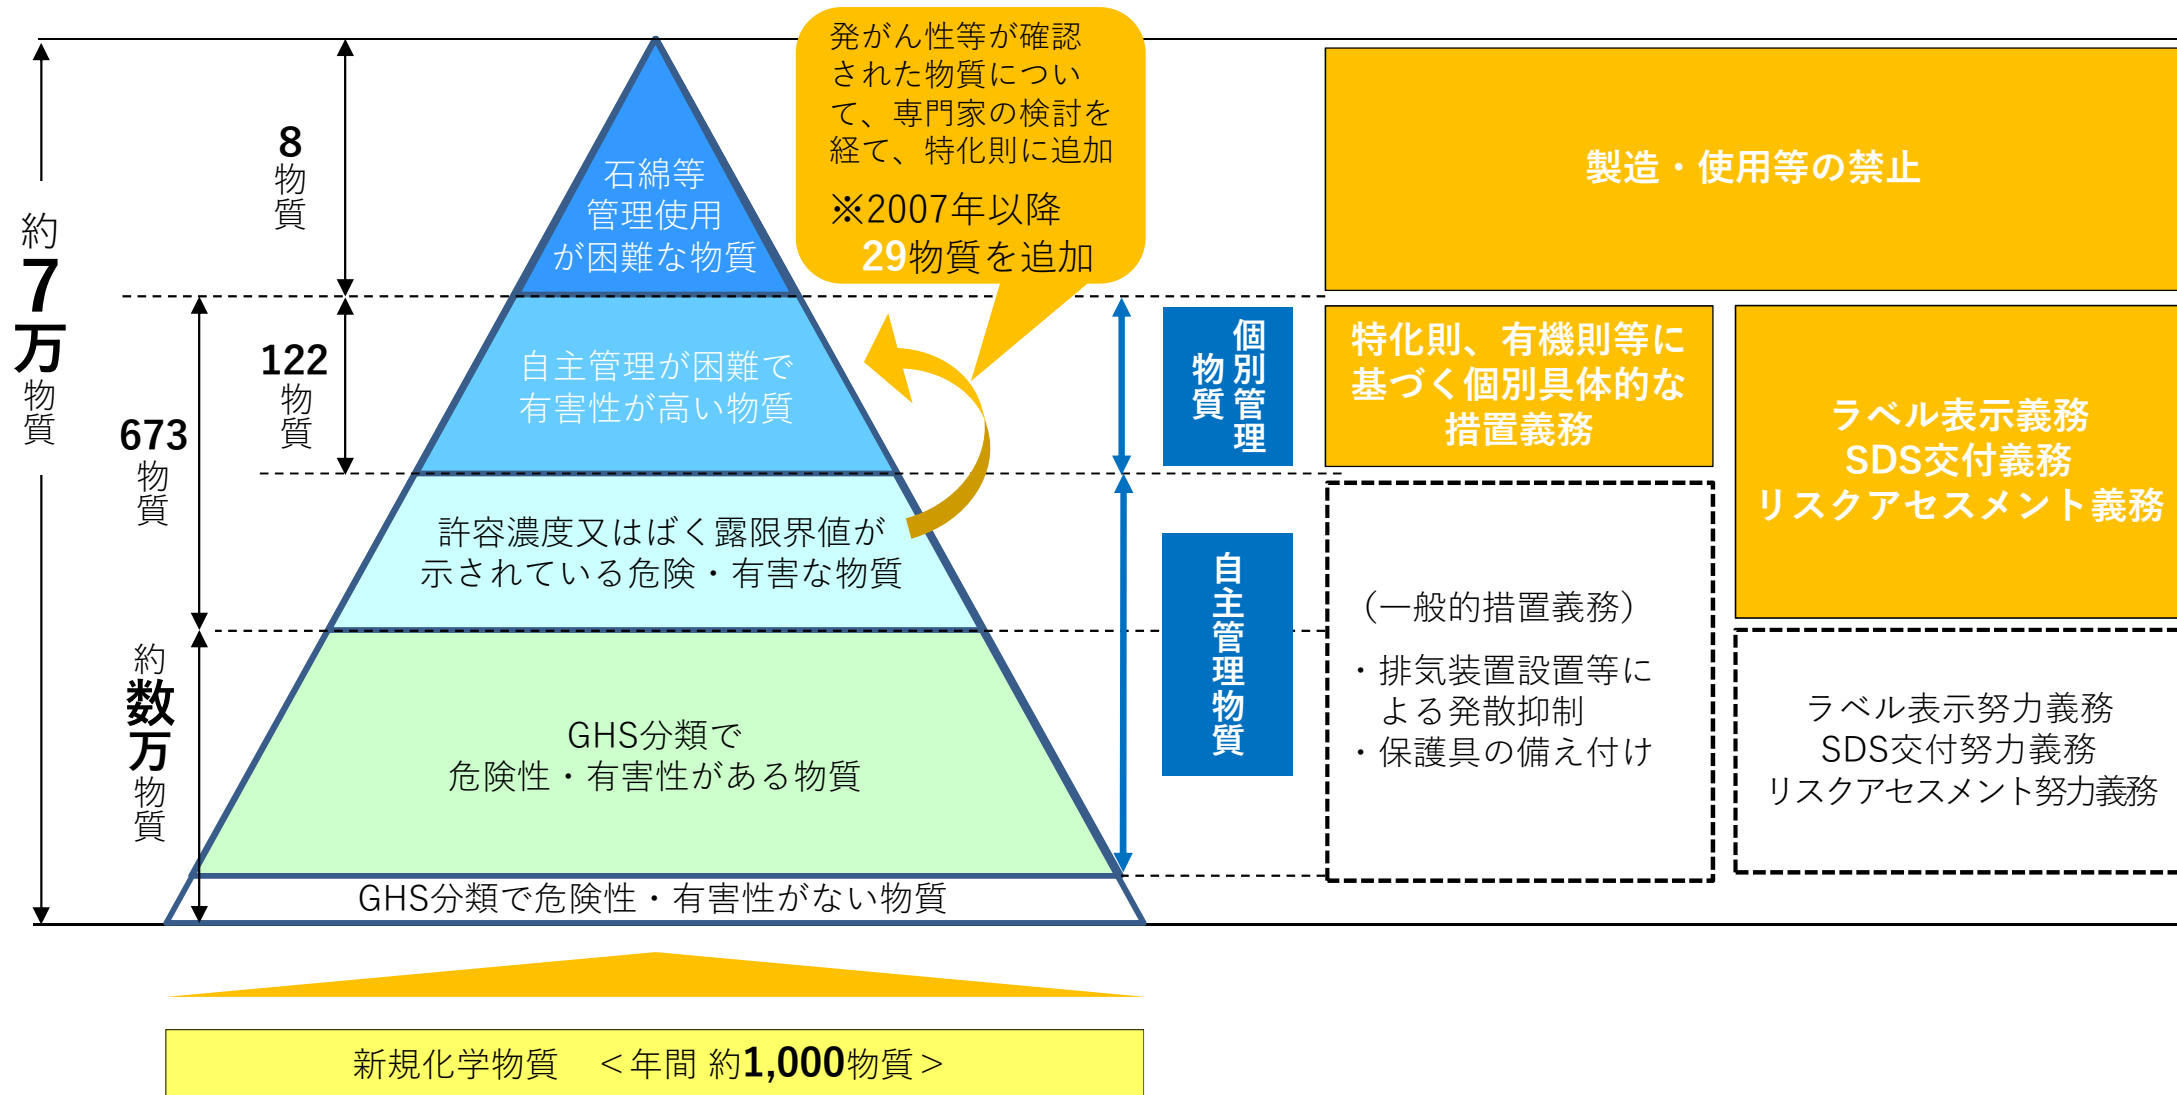 約
7
万
物
質
8
物
質
122
物
質
673
物
質
約
数
万
物
質
石綿等
管理使用
が困難な物質
自主管理が困難で
有害性が高い物質
許容濃度又はばく露限界値が
示されている危険・有害な物質
GHS分類で
危険性・有害性がある物質
GHS分類で危険性・有害性がない物質
発がん性等が確認
された物質につい
て、専門家の検討を
経て、特化則に追加
※2007年以降
29物質を追加
個別管理
物質
自主管理物質
製造・使用等の禁止
特化則、有機則等に
基づく個別具体的な
措置義務
ラベル表示義務
SDS交付義務
リスクアセスメント義務
（一般的措置義務）
・排気装置設置等に
よる発散抑制
・保護具の備え付け
ラベル表示努力義務
SDS交付努力義務
リスクアセスメント努力義務
新規化学物質　＜年間 約1,000物質＞